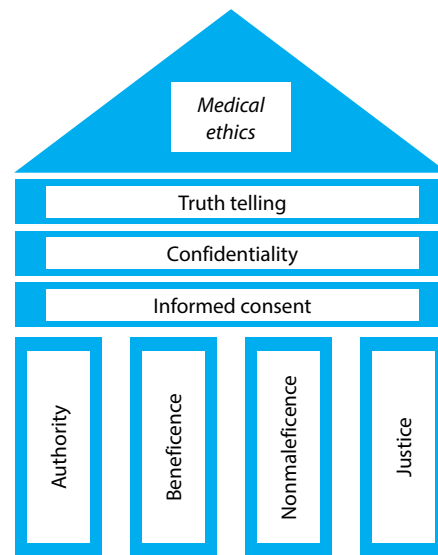 Medical
ethics
Truth telling
Confidentiality
Informed consent
Authority
Beneficence
Nonmaleficence
Justice